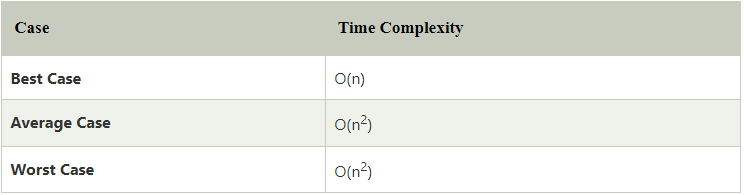 Case Time Complexity
Best Case O(n)
Average Case O(n²)
Worst Case O(n²)